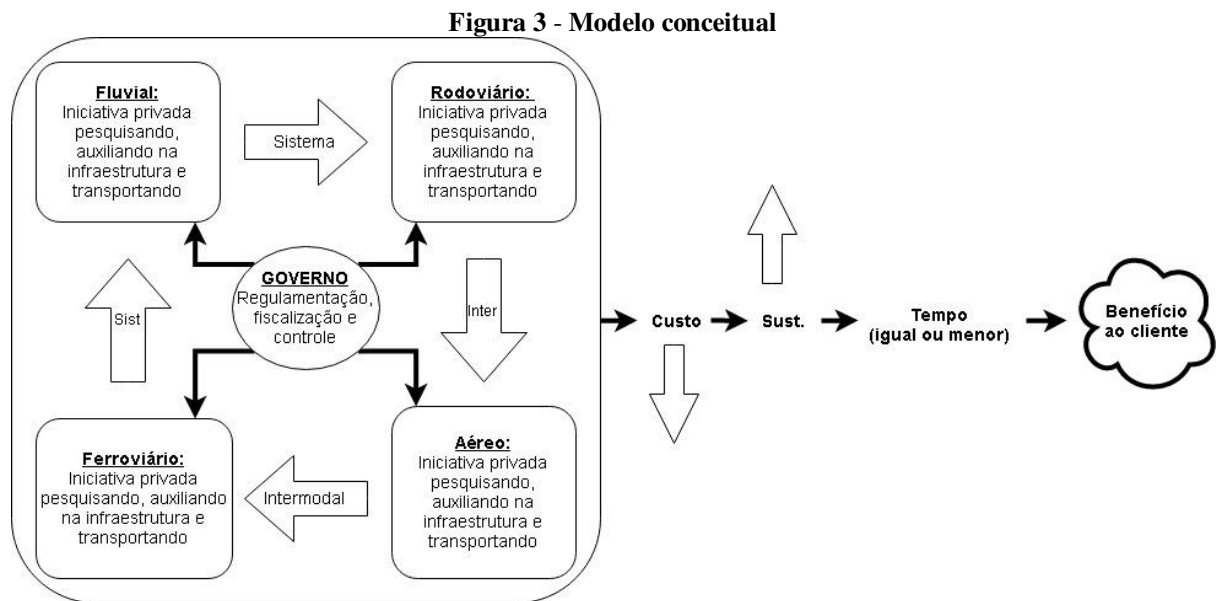 Figura 3 - Modelo conceitual
Fluvial:
Iniciativa privada
pesquisando,
auxiliando na
infraestrutura e
transportando
Sistema
Rodoviário:
Iniciativa privada
pesquisando,
auxiliando na
infraestrutura e
transportando
Sist
GOVERNO
Regulamentação,
fiscalização e
controle
Inter
Ferroviário:
Iniciativa privada
pesquisando, auxiliando
na infraestrutura e
transportando
Intermodal
Aéreo:
Iniciativa privada
pesquisando,
auxiliando na
infraestrutura e
transportando
Custo
Sust.
Tempo
(igual ou menor)
Benefício
ao cliente